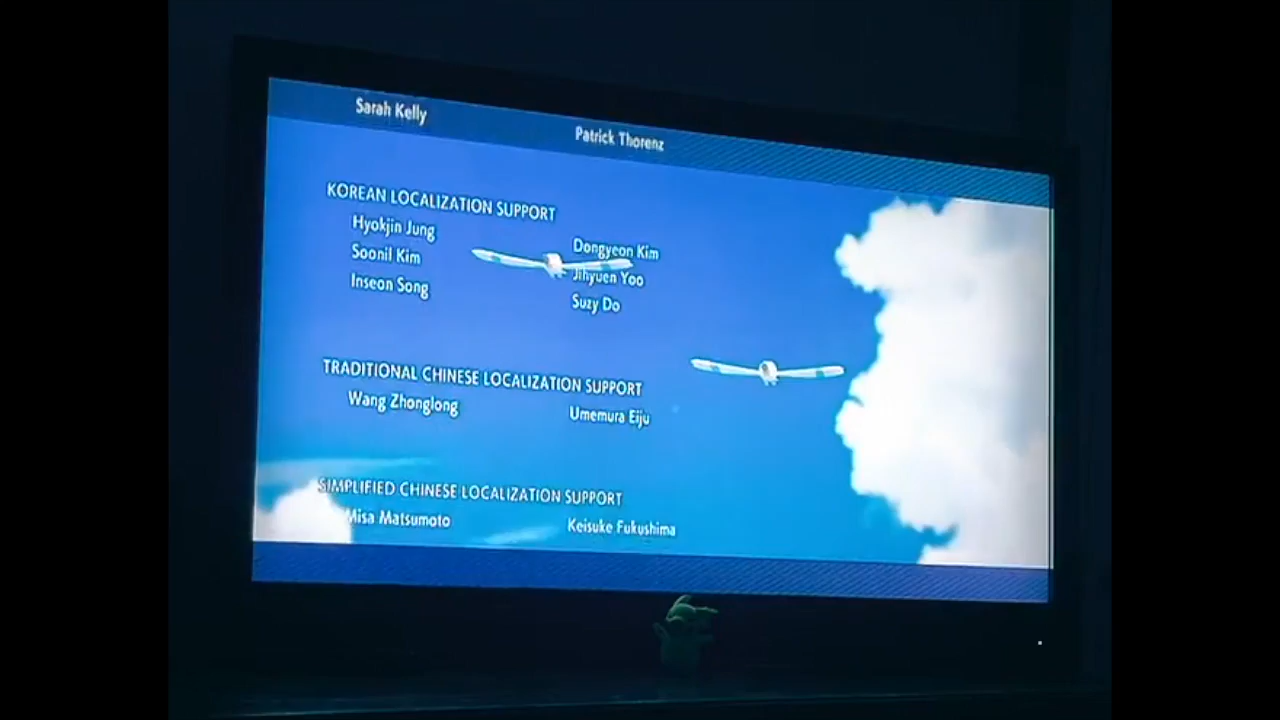 Sarah Kelly
Patrick Thorenz
KOREAN LOCALIZATION SUPPORT
Hyokjin Jung
Dongyeon Kim
Soonil Kim
Jihyuen Yoo
Inseon Song
Suzy Do
TRADITIONAL CHINESE LOCALIZATION SUPPORT
Wang Zhonglong
Umemura Eiju
SIMPLIFIED CHINESE LOCALIZATION SUPPORT
Misa Matsumoto
Keisuke Fukushima